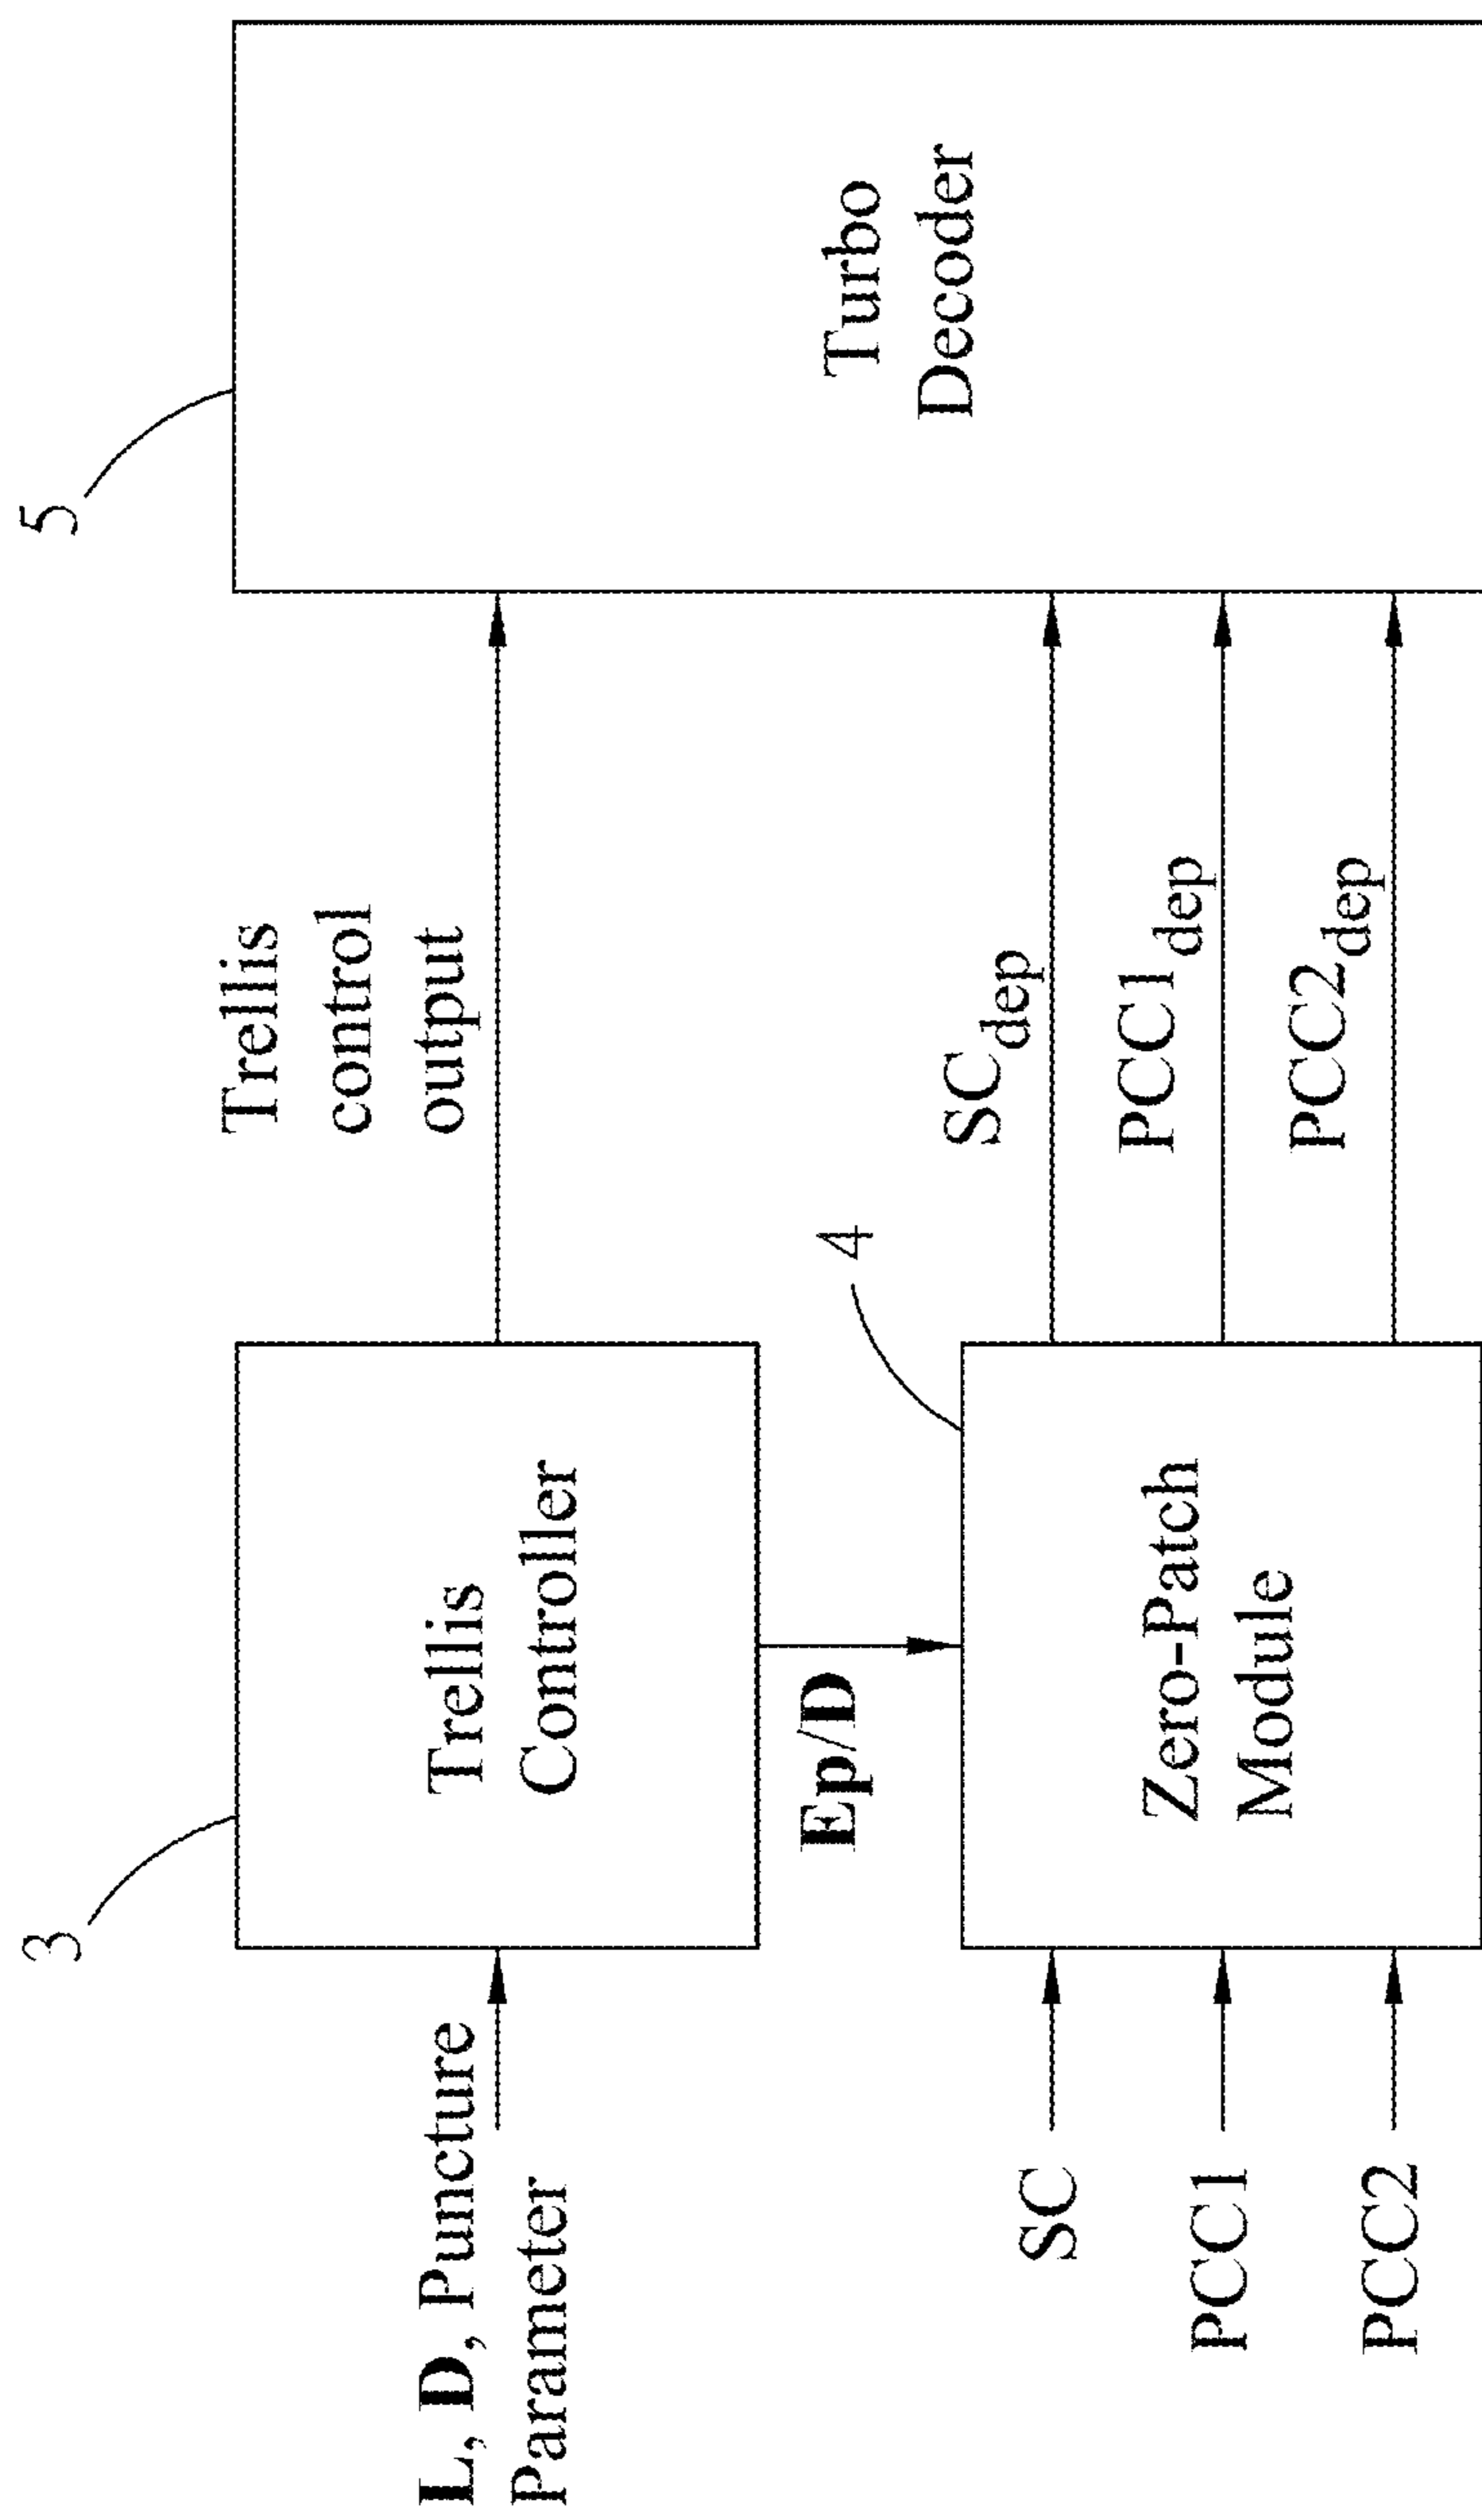 3
5
L, D, Puncture
Parameter
Trellis
Controller
Trellis
control
output
Turbo
Decoder
Ep/D
4
SC
PCC1
PCC2
Zero-Patch
Module
SCdep
PCC1dep
PCC2dep